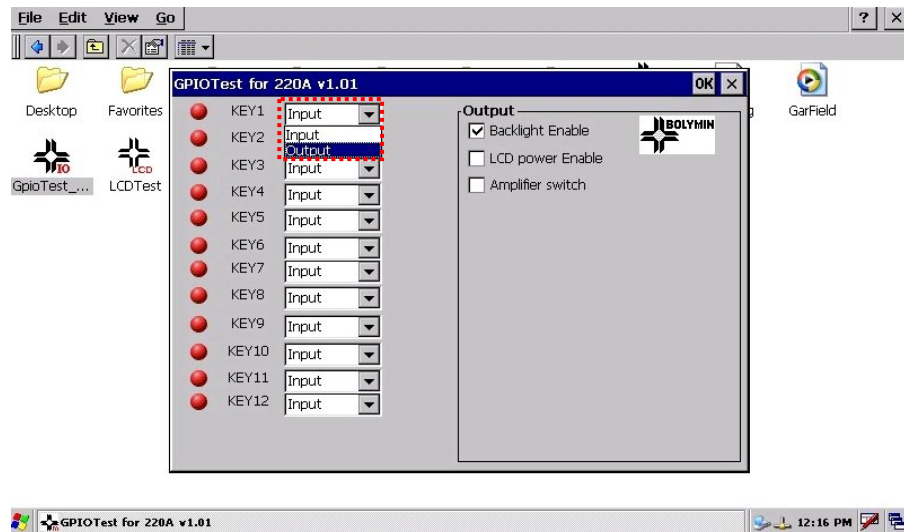 File Edit View Go ? ×
GPIOTest for 220A v1.01 OK ×
Desktop Favorites GarField
GpioTest_... LCDTest
IO LCD
KEY1 Input
Input
Output
KEY2
KEY3 Input
KEY4 Input
KEY5 Input
KEY6 Input
KEY7 Input
KEY8 Input
KEY9 Input
KEY10 Input
KEY11 Input
KEY12 Input
Output
Backlight Enable
LCD power Enable
Amplifier switch
BOLYMIN
GPIOTest for 220A v1.01 12:16 PM